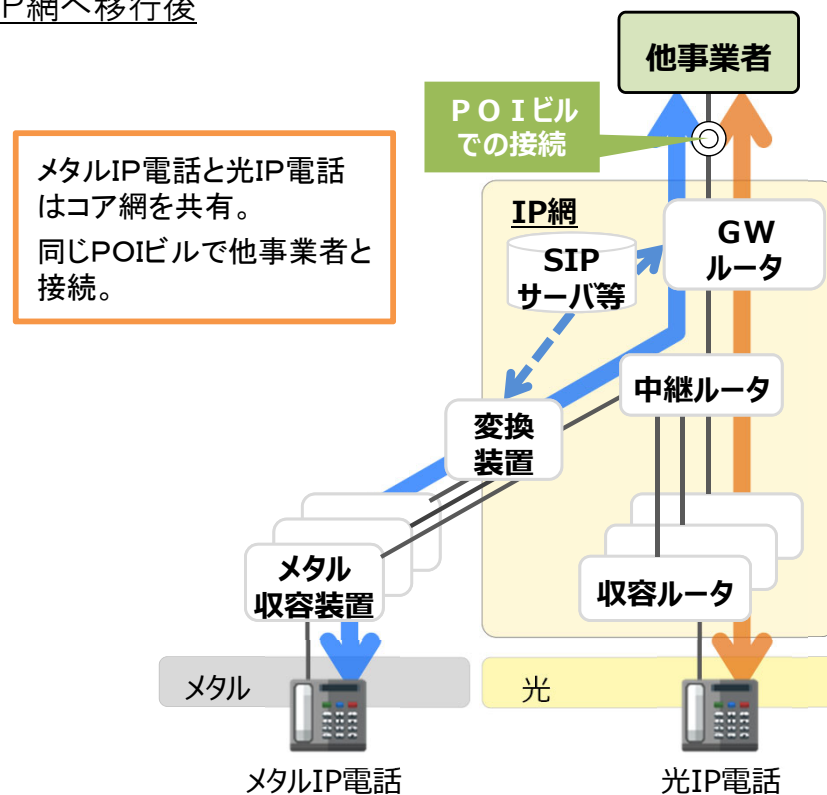 IP網へ移行後
他事業者
ＰＯＩビル
での接続
メタルIP電話と光IP電話
はコア網を共有。
同じPOIビルで他事業者と
接続。
IP網
SIP
サーバ等
GW
ルータ
中継ルータ
変換
装置
メタル
収容装置
収容ルータ
メタル
光
メタルIP電話
光IP電話